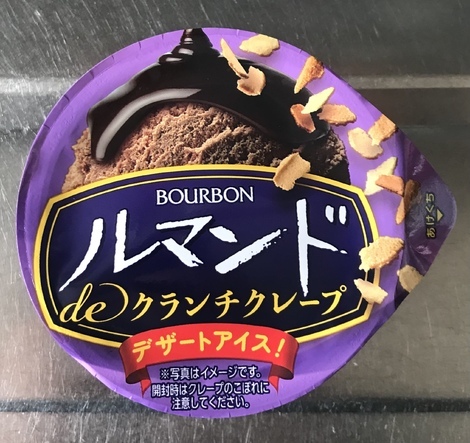 BOURBON
ルマンド
de クランチクレープ
デザートアイス!
※写真はイメージです。
開封時はクレープのこぼれに
注意してください。
あけぐち